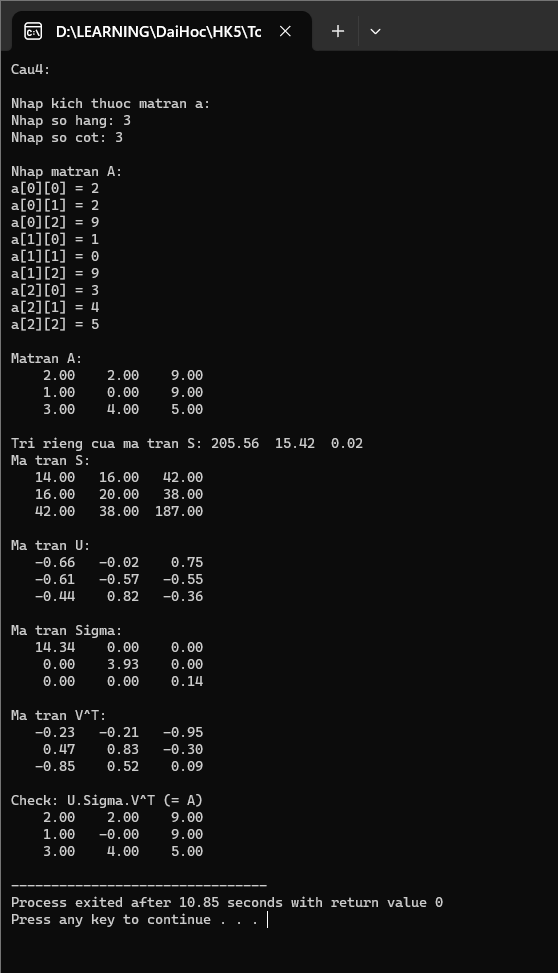 D:\LEARNING\DaiHoc\HK5\Tc
Cau4:
Nhap kich thuoc matran a:
Nhap so hang: 3
Nhap so cot: 3
Nhap matran A:
a[0][0] = 2
a[0][1] = 2
a[0][2] = 9
a[1][0] = 1
a[1][1] = 0
a[1][2] = 9
a[2][0] = 3
a[2][1] = 4
a[2][2] = 5
Matran A:
2.00 2.00 9.00
1.00 0.00 9.00
3.00 4.00 5.00
Tri rieng cua ma tran S: 205.56 15.42 0.02
Ma tran S:
14.00 16.00 42.00
16.00 20.00 38.00
42.00 38.00 187.00
Ma tran U:
-0.66 -0.02 0.75
-0.61 -0.57 -0.55
-0.44 0.82 -0.36
Ma tran Sigma:
14.34 0.00 0.00
0.00 3.93 0.00
0.00 0.00 0.14
Ma tran V^T:
-0.23 -0.21 -0.95
0.47 0.83 -0.30
-0.85 0.52 0.09
Check: U.Sigma.V^T (= A)
2.00 2.00 9.00
1.00 -0.00 9.00
3.00 4.00 5.00
--------------------------------
Process exited after 10.85 seconds with return value 0
Press any key to continue . . .